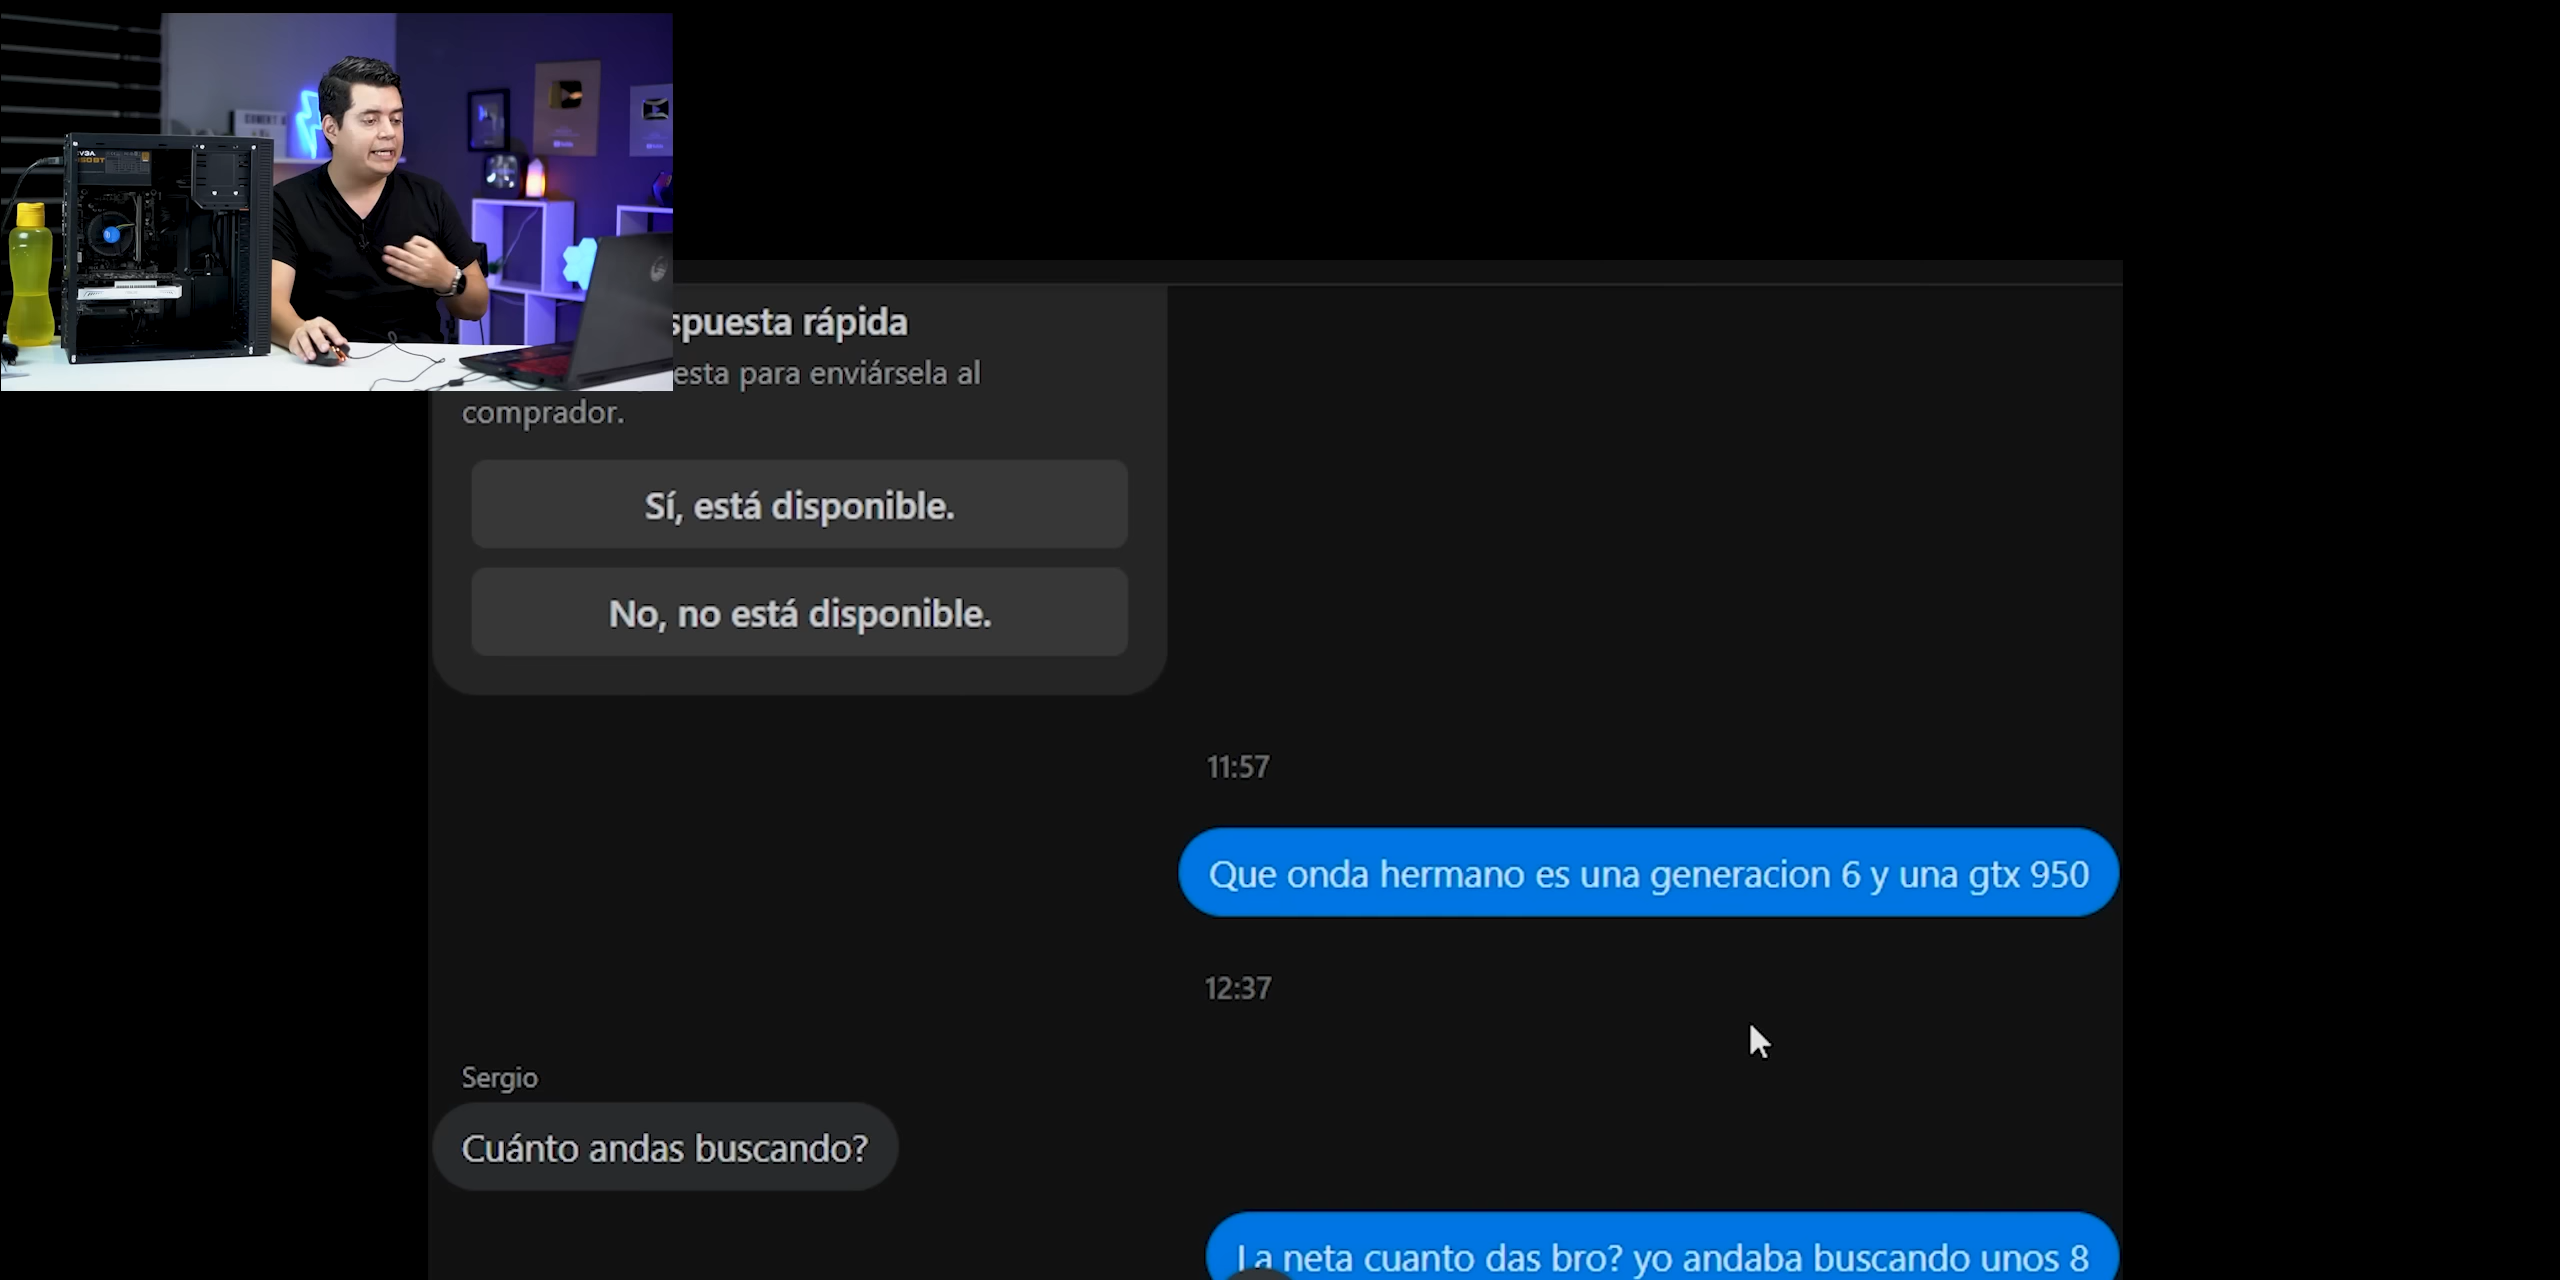 spuesta rápida
esta para enviársela al
comprador.
Sí, está disponible.
No, no está disponible.
11:57
Que onda hermano es una generacion 6 y una gtx 950
12:37
Sergio
Cuánto andas buscando?
La neta cuanto das bro? yo andaba buscando unos 8